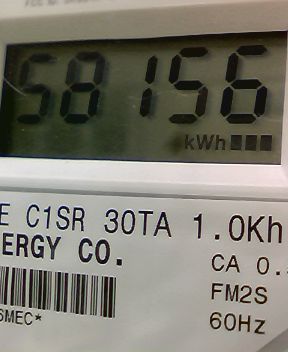 58156
kWh
E C1SR 30TA 1.0Kh
ERGY CO.
CA 0.
FM2S
60Hz
SMEC*